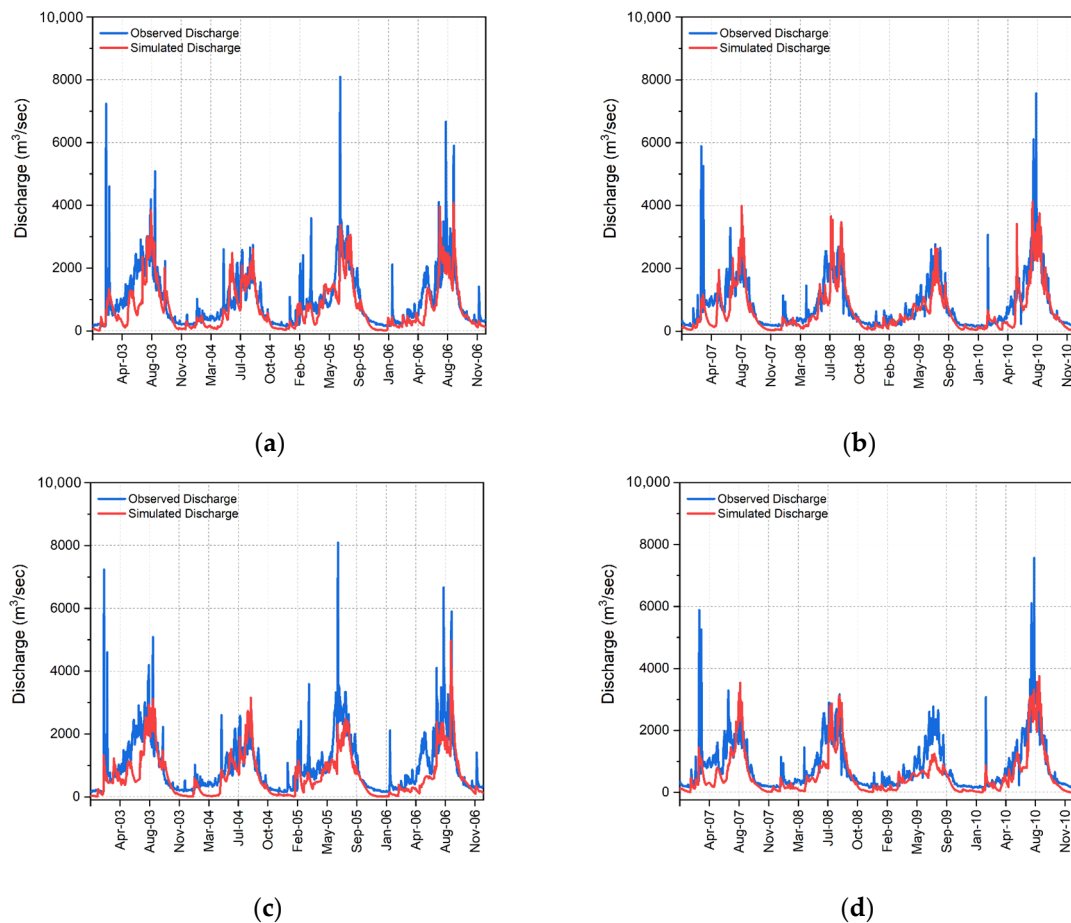 10,000
8000
6000
4000
2000
0
Discharge (m³/sec)
Observed Discharge
Simulated Discharge
Apr-03
Aug-03
Nov-03
Mar-04
Jul-04
Oct-04
Feb-05
May-05
Sep-05
Jan-06
Apr-06
Aug-06
Nov-06
(a)
10,000
8000
6000
4000
2000
0
Discharge (m³/sec)
Observed Discharge
Simulated Discharge
Apr-07
Aug-07
Nov-07
Mar-08
Jul-08
Oct-08
Feb-09
May-09
Sep-09
Jan-10
Apr-10
Aug-10
Nov-10
(b)
10,000
8000
6000
4000
2000
0
Discharge (m³/sec)
Observed Discharge
Simulated Discharge
Apr-03
Aug-03
Nov-03
Mar-04
Jul-04
Oct-04
Feb-05
May-05
Sep-05
Jan-06
Apr-06
Aug-06
Nov-06
(c)
10,000
8000
6000
4000
2000
0
Discharge (m³/sec)
Observed Discharge
Simulated Discharge
Apr-07
Aug-07
Nov-07
Mar-08
Jul-08
Oct-08
Feb-09
May-09
Sep-09
Jan-10
Apr-10
Aug-10
Nov-10
(d)